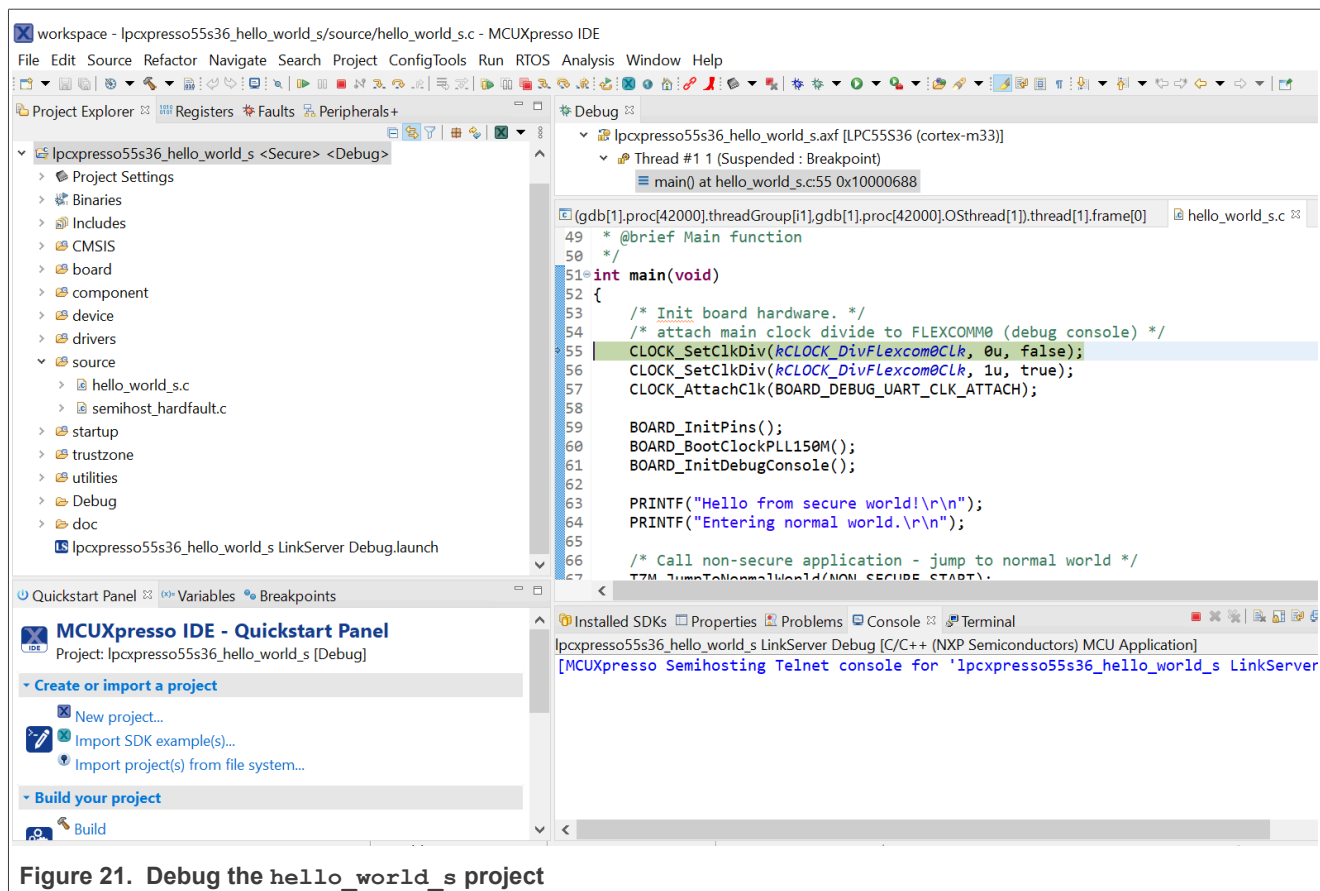 workspace - lpcxpresso55s36_hello_world_s/source/hello_world_s.c - MCUXpresso IDE
File Edit Source Refactor Navigate Search Project ConfigTools Run RTOS Analysis Window Help
Project Explorer Registers Faults Peripherals+
lpcxpresso55s36_hello_world_s <Secure> <Debug>
Project Settings
Binaries
Includes
CMSIS
board
component
device
drivers
source
hello_world_s.c
semihost_hardfault.c
startup
trustzone
utilities
Debug
doc
lpcxpresso55s36_hello_world_s LinkServer Debug.launch
Debug
lpcxpresso55s36_hello_world_s.axf [LPC55S36 (cortex-m33)]
Thread #1 1 (Suspended : Breakpoint)
main() at hello_world_s.c:55 0x10000688
(gdb[1].proc[42000].threadGroup[i1],gdb[1].proc[42000].OSthread[1]).thread[1].frame[0] hello_world_s.c
49 * @brief Main function
50 */
51 int main(void)
52 {
53 /* Init board hardware. */
54 /* attach main clock divide to FLEXCOMM0 (debug console) */
55 CLOCK_SetClkDiv(kCLOCK_DivFlexcom0Clk, 0u, false);
56 CLOCK_SetClkDiv(kCLOCK_DivFlexcom0Clk, 1u, true);
57 CLOCK_AttachClk(BOARD_DEBUG_UART_CLK_ATTACH);
58
59 BOARD_InitPins();
60 BOARD_BootClockPLL150M();
61 BOARD_InitDebugConsole();
62
63 PRINTF("Hello from secure world!\r\n");
64 PRINTF("Entering normal world.\r\n");
65
66 /* Call non-secure application - jump to normal world */
67 TZM_JumpToNormalWorld(NON_SECURE_START);
Quickstart Panel Variables Breakpoints
IDE
MCUXpresso IDE - Quickstart Panel
Project: lpcxpresso55s36_hello_world_s [Debug]
Create or import a project
New project...
Import SDK example(s)...
Import project(s) from file system...
Build your project
Build
Installed SDKs Properties Problems Console Terminal
lpcxpresso55s36_hello_world_s LinkServer Debug [C/C++ (NXP Semiconductors) MCU Application]
[MCUXpresso Semihosting Telnet console for 'lpcxpresso55s36_hello_world_s LinkServer
Figure 21. Debug the hello_world_s project